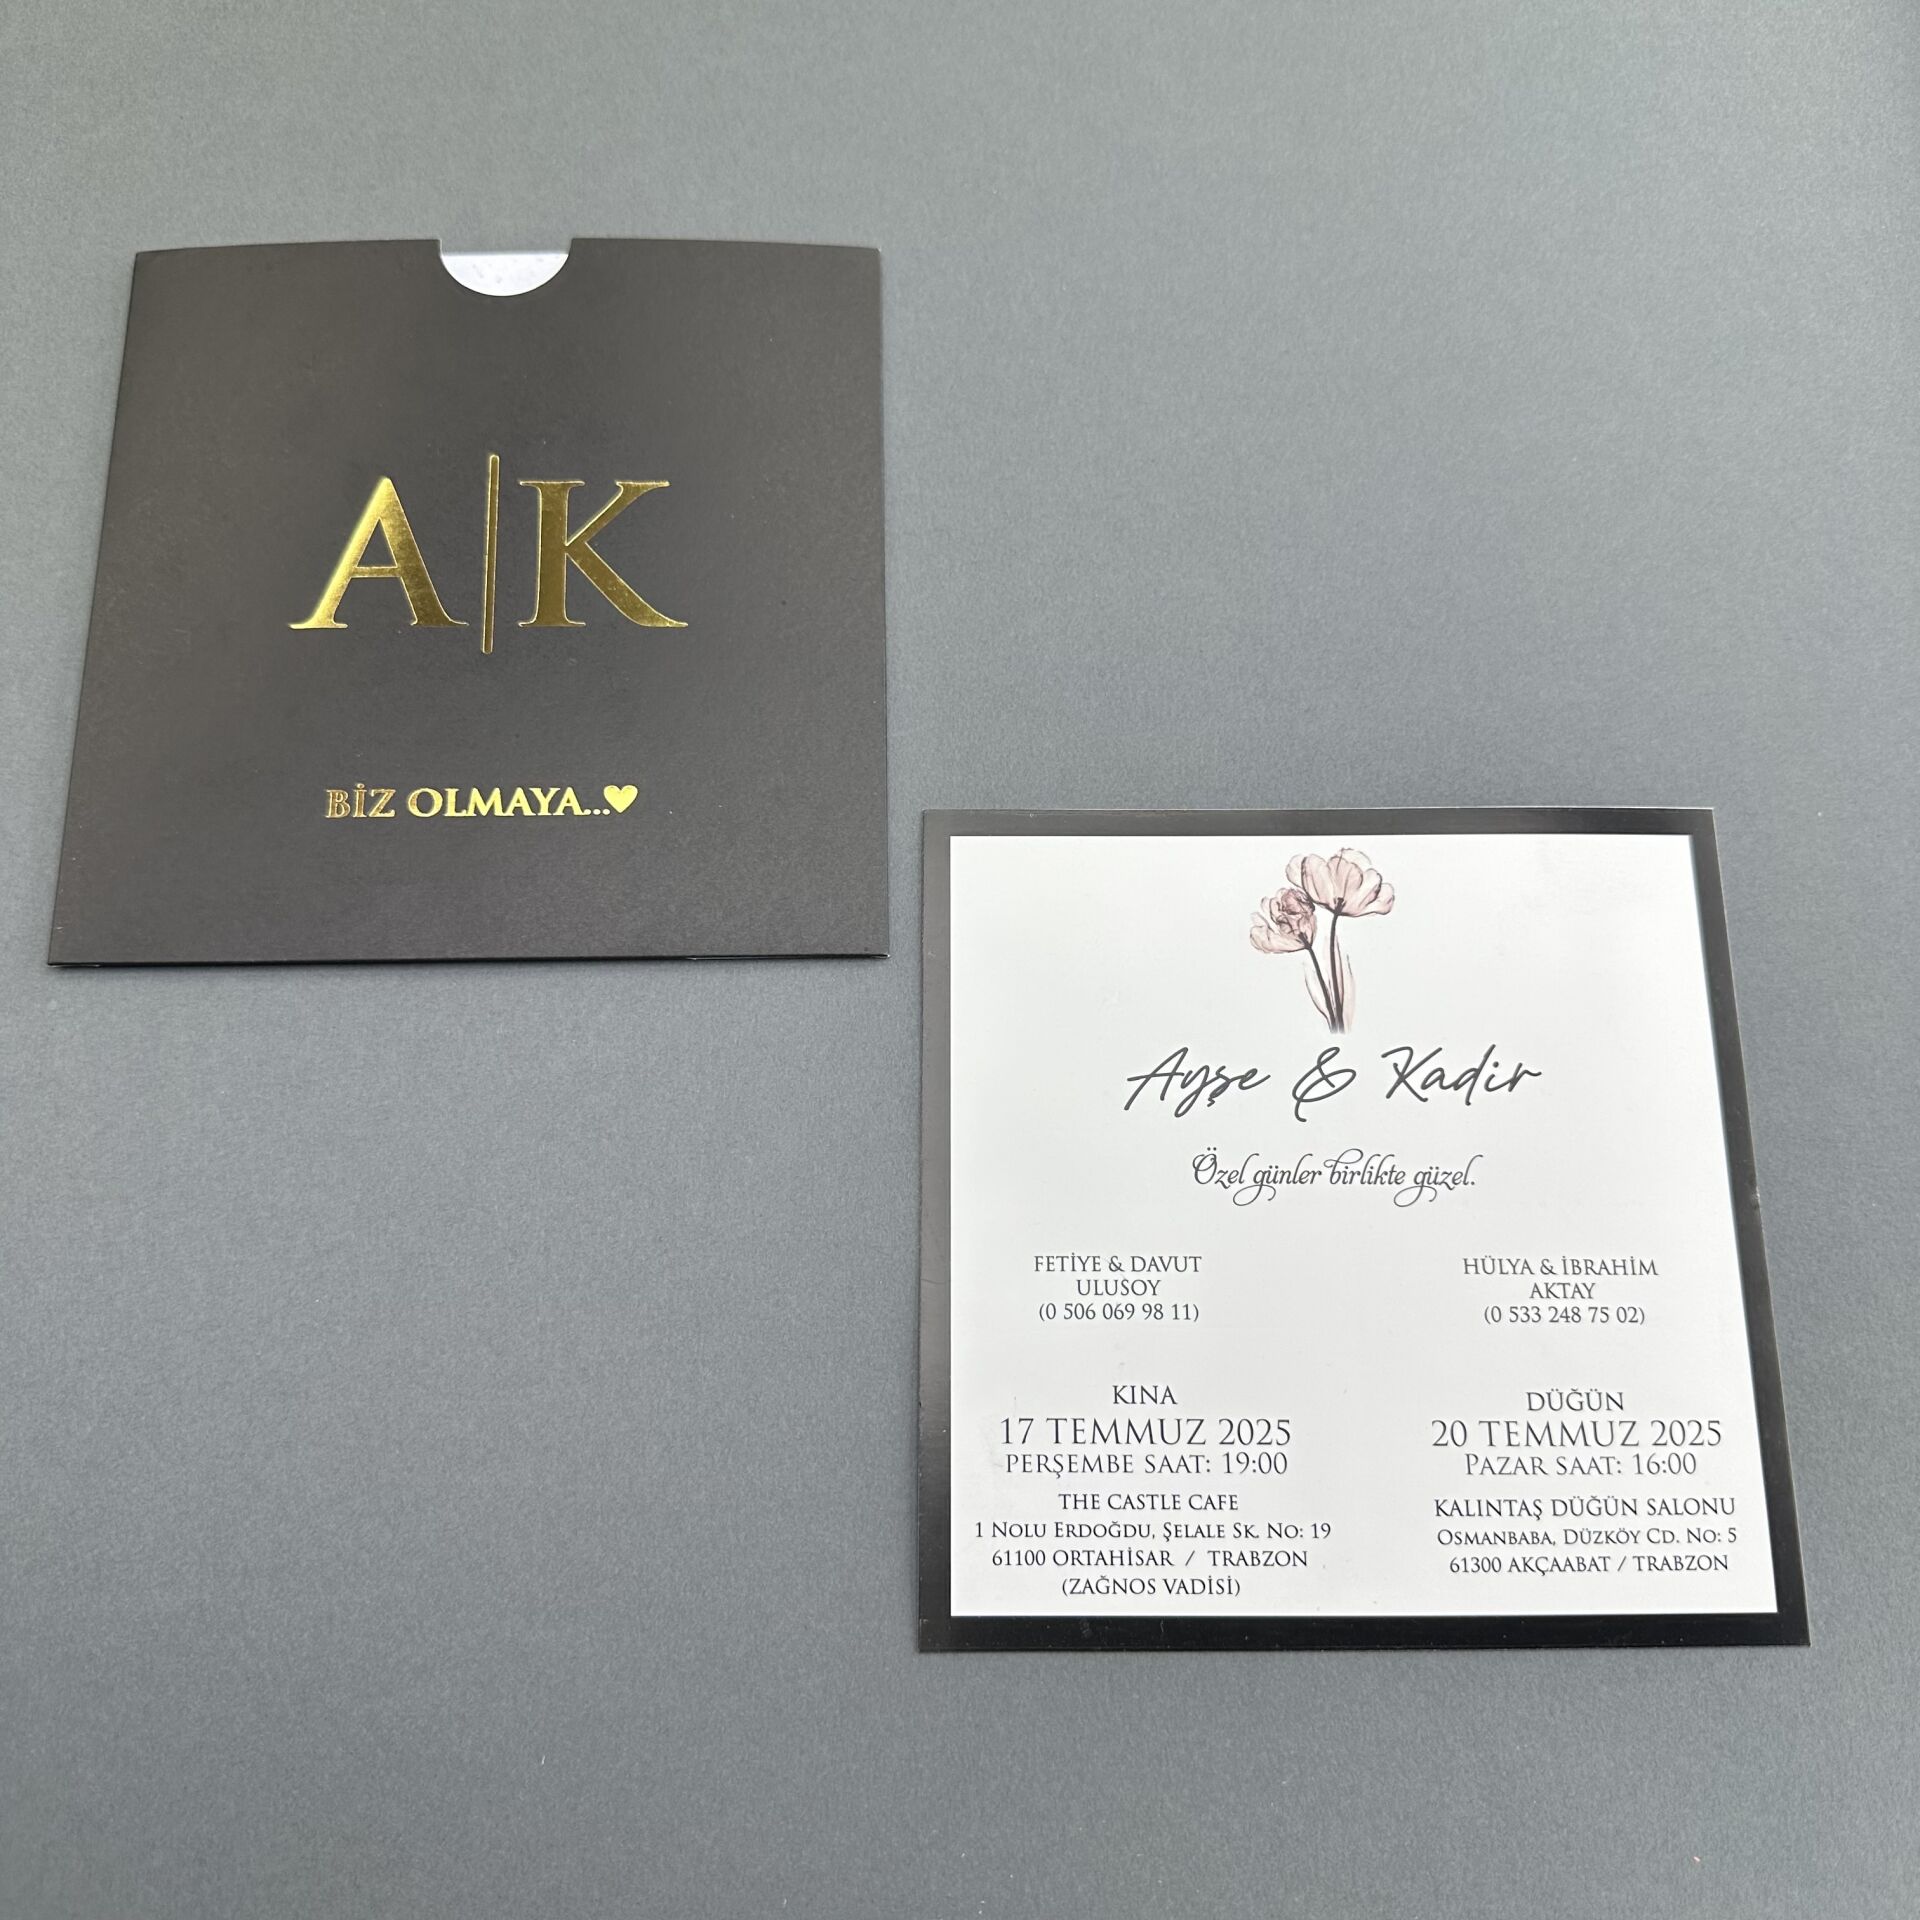 A|K
BİZ OLMAYA...♥
Ayşe & Kadir
Özel günler birlikte güzel.
FETİYE & DAVUT
ULUSOY
(0 506 069 98 11)
HÜLYA & İBRAHİM
AKTAY
(0 533 248 75 02)
KINA
17 TEMMUZ 2025
PERŞEMBE SAAT: 19:00
THE CASTLE CAFE
1 NOLU ERDOĞDU, ŞELALE SK. NO: 19
61100 ORTAHİSAR / TRABZON
(ZAĞNOS VADİSİ)
DÜĞÜN
20 TEMMUZ 2025
PAZAR SAAT: 16:00
KALINTAŞ DÜĞÜN SALONU
OSMANBABA, DÜZKÖY CD. NO: 5
61300 AKÇAABAT / TRABZON